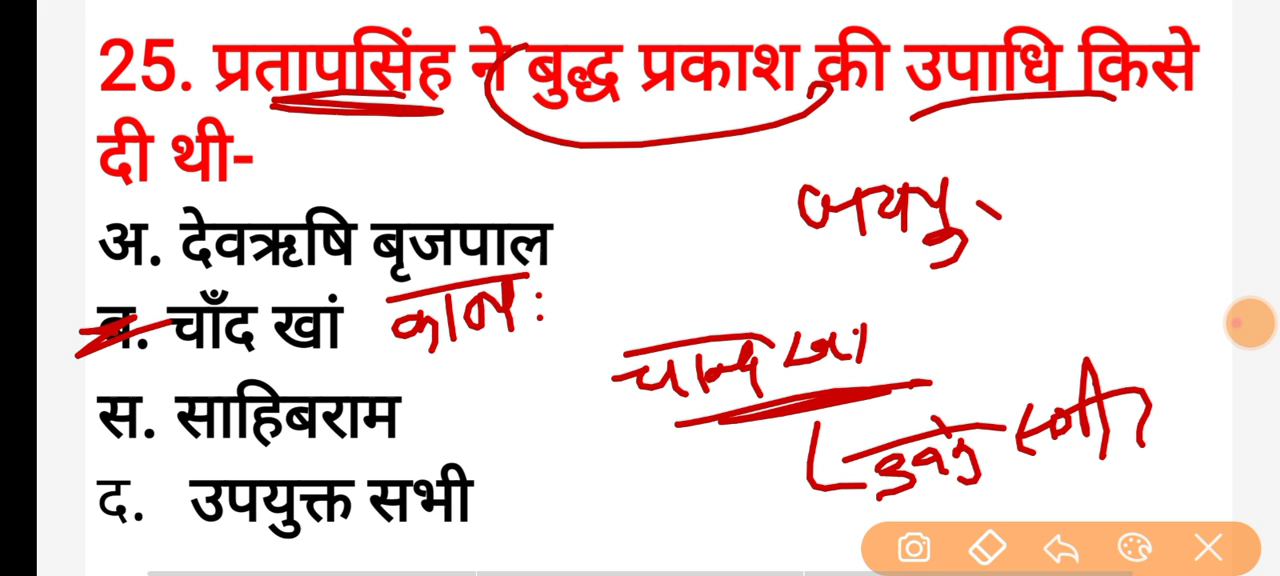 25. प्रतापसिंह ने बुद्ध प्रकाश की उपाधि किसे
दी थी-
अ. देवऋषि बृजपाल
ब. चाँद खां
स. साहिबराम
द. उपयुक्त सभी